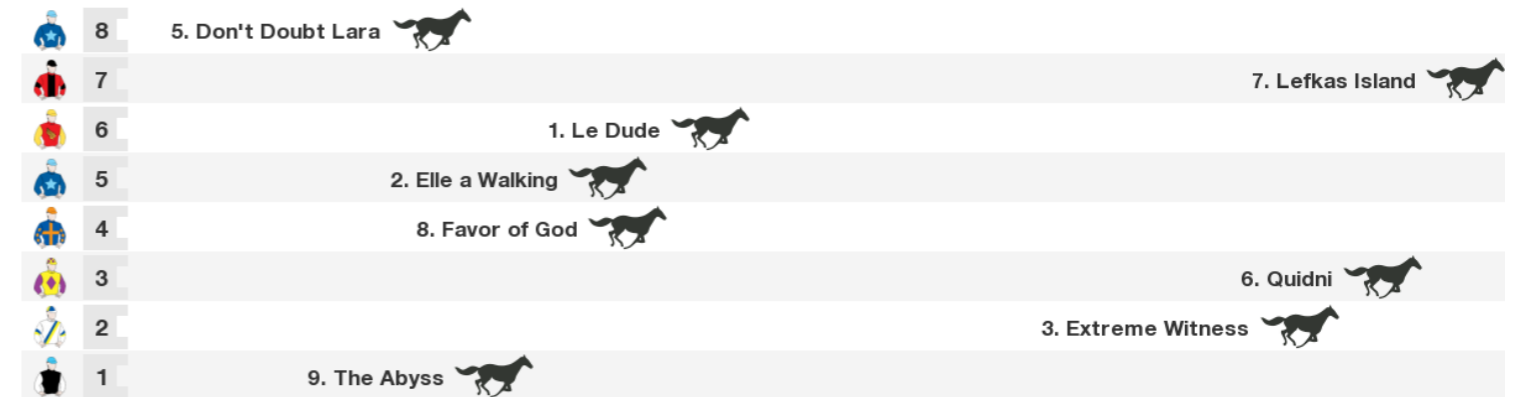 8 5. Don't Doubt Lara
7 7. Lefkas Island
6 1. Le Dude
5 2. Elle a Walking
4 8. Favor of God
3 6. Quidni
2 3. Extreme Witness
1 9. The Abyss